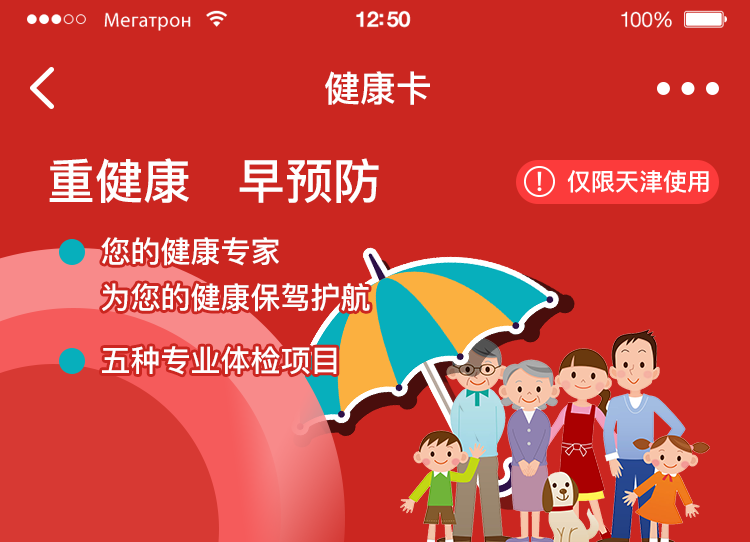 Мегатрон 12:50 100%
健康卡
重健康 早预防
仅限天津使用
您的健康专家
为您的健康保驾护航
五种专业体检项目